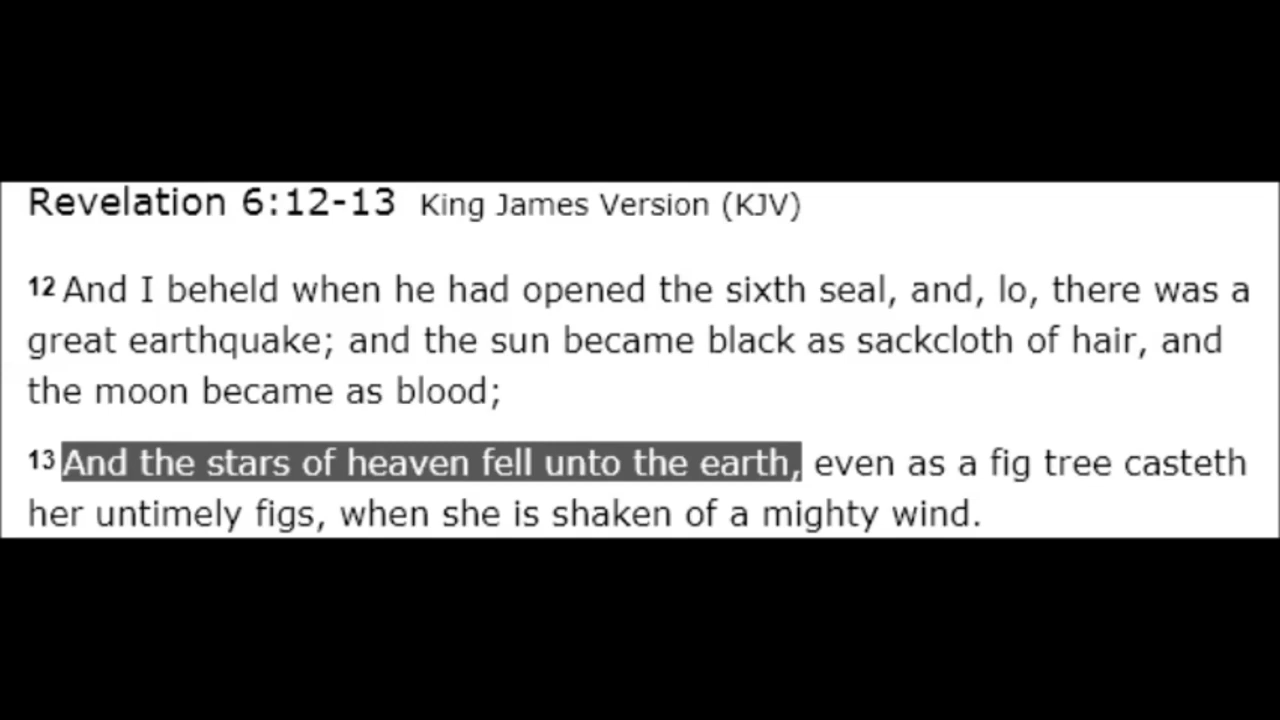 Revelation 6:12-13 King James Version (KJV)
12 And I beheld when he had opened the sixth seal, and, lo, there was a
great earthquake; and the sun became black as sackcloth of hair, and
the moon became as blood;
13 And the stars of heaven fell unto the earth, even as a fig tree casteth
her untimely figs, when she is shaken of a mighty wind.